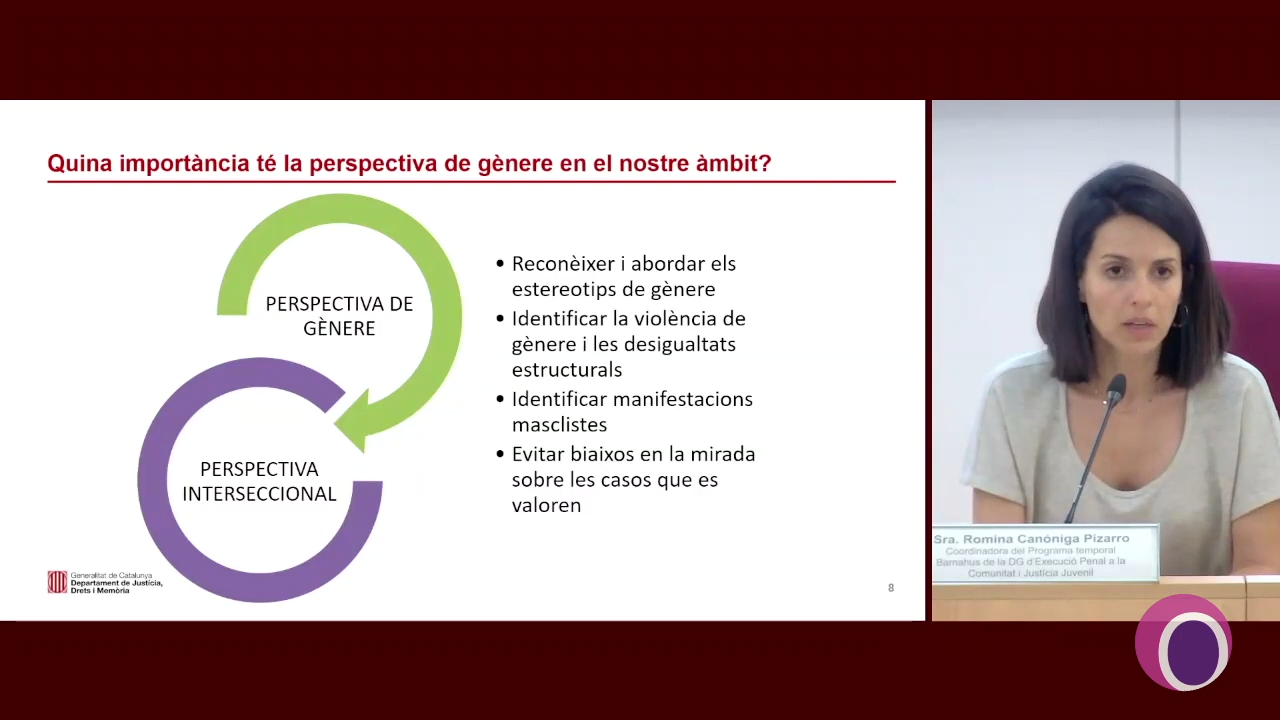 Quina importància té la perspectiva de gènere en el nostre àmbit?
PERSPECTIVA DE
GÈNERE
PERSPECTIVA
INTERSECCIONAL
• Reconèixer i abordar els
estereotips de gènere
• Identificar la violència de
gènere i les desigualtats
estructurals
• Identificar manifestacions
masclistes
• Evitar biaixos en la mirada
sobre les casos que es
valoren
Generalitat de Catalunya
Departament de Justícia,
Drets i Memòria
8
Sra. Romina Canóniga Pizarro
Coordinadora del Programa temporal
Barnahus de la DG d'Execució Penal a la
Comunitat i Justícia Juvenil